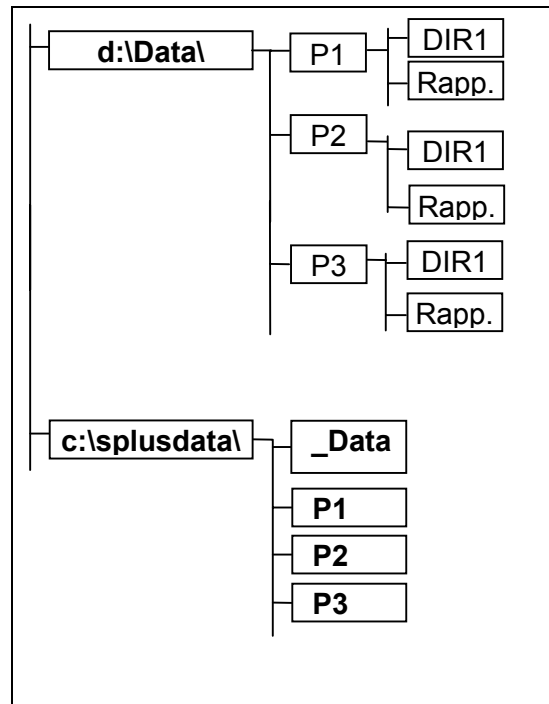 d:\Data\
P1
DIR1
Rapp.
P2
DIR1
Rapp.
P3
DIR1
Rapp.
c:\splusdata\
_Data
P1
P2
P3